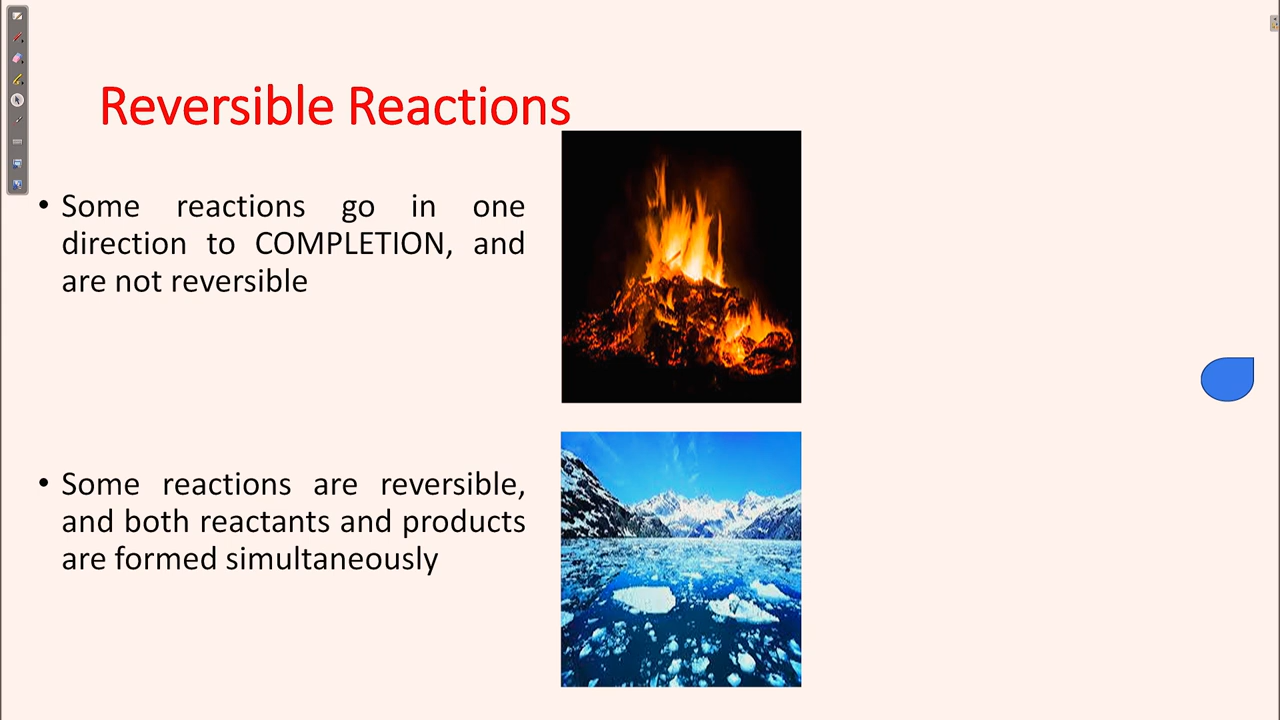 Reversible Reactions
• Some reactions go in one
direction to COMPLETION, and
are not reversible
• Some reactions are reversible,
and both reactants and products
are formed simultaneously